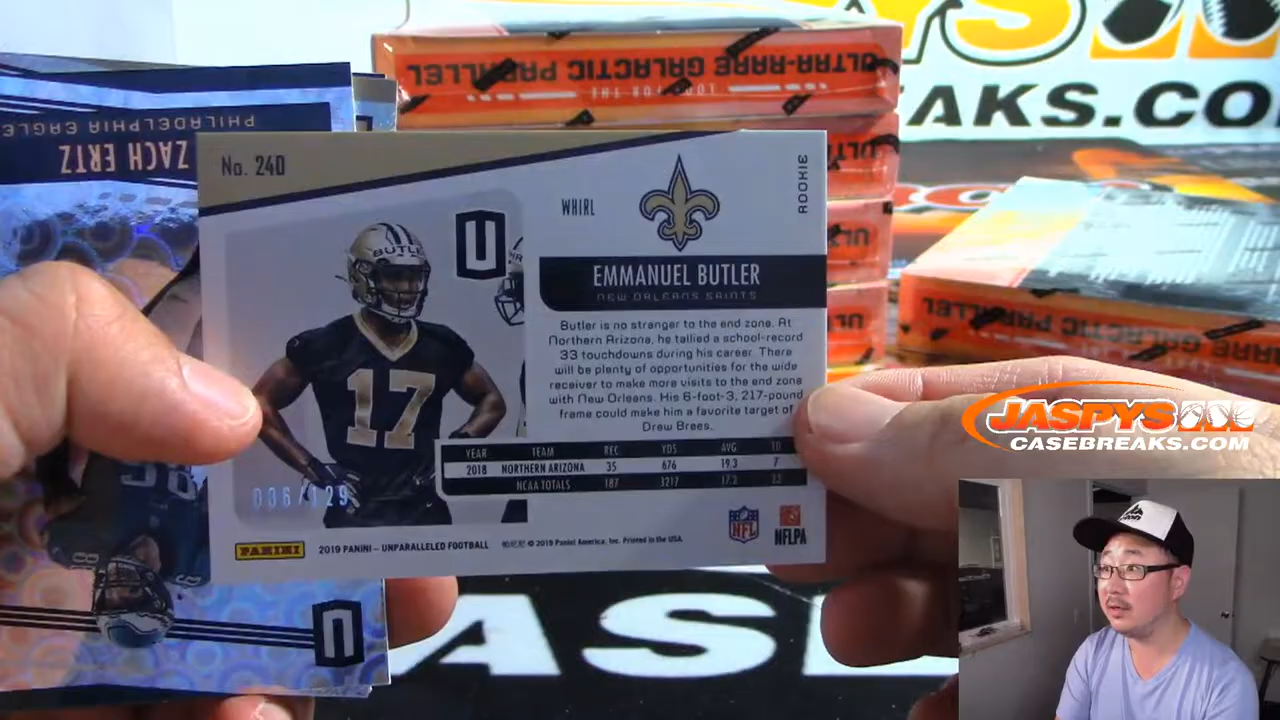 ULTRA-RARE GALACTIC PARALLEL
LOOK FOR THE
AKS.CO
PHILADELPHIA EAGLE
ZACH ERTZ
No. 240
WHIRL
ROOKIE
U
BUTLE
17
EMMANUEL BUTLER
NEW ORLEANS SAINTS
Butler is no stranger to the end zone. At
Northern Arizona, he tallied a school-record
33 touchdowns during his career. There
will be plenty of opportunities for the wide
receiver to make more visits to the end zone
with New Orleans. His 6-foot-3, 217-pound
frame could make him a favorite target of
Drew Brees.
YEAR TEAM REC YDS AVG TD
2018 NORTHERN ARIZONA 35 676 19.3 7
NCAA TOTALS 187 3217 17.2 33
036/129
PANINI
2019 PANINI – UNPARALLELED FOOTBALL
© 2019 Panini America, Inc. Printed in the USA.
NFL
NFLPA
U
JASPYS
CASEBREAKS.COM